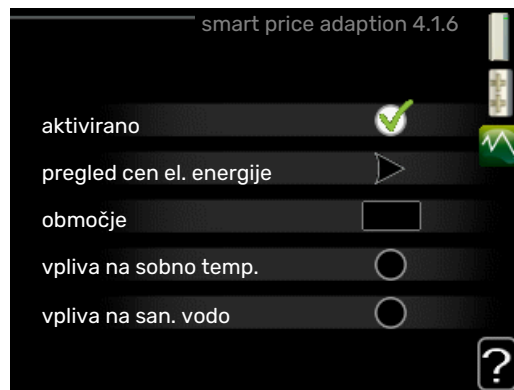 smart price adaption 4.1.6
aktivirano
pregled cen el. energije
območje
vpliva na sobno temp.
vpliva na san. vodo
?